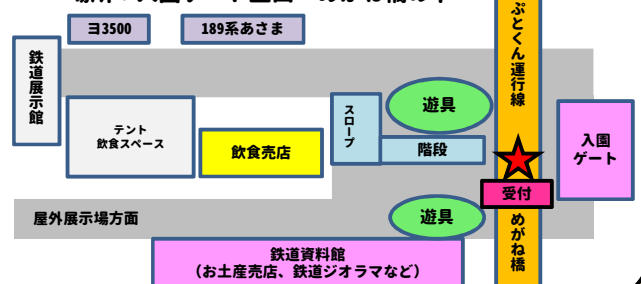 ヨ3500
189系あさま
ぷとくん運行線
鉄道展示館
スロープ
遊具
テント
飲食スペース
飲食売店
階段
入園
ゲート
受付
屋外展示場方面
遊具
めがね橋
鉄道資料館
（お土産売店、鉄道ジオラマなど）